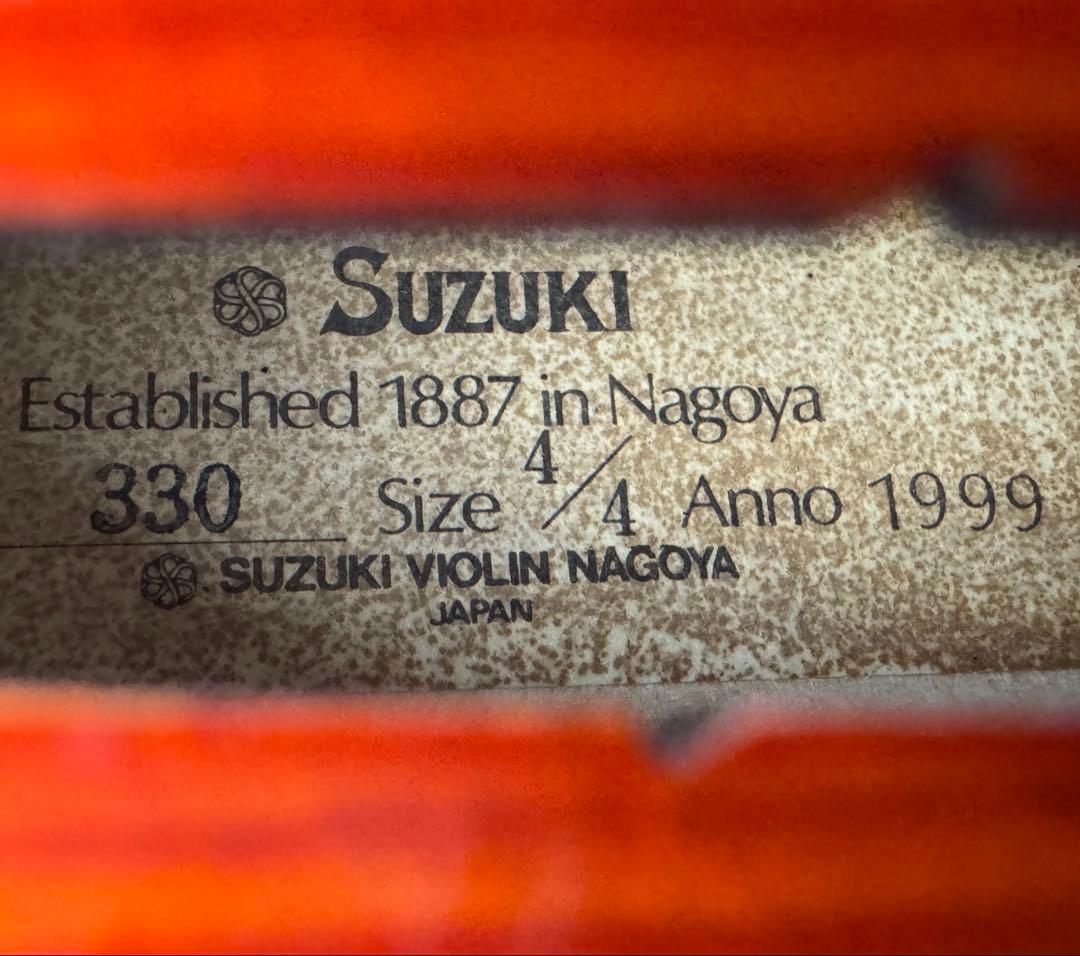 SUZUKI
Established 1887 in Nagoya
330 Size 4/4 Anno 1999
SUZUKI VIOLIN NAGOYA
JAPAN